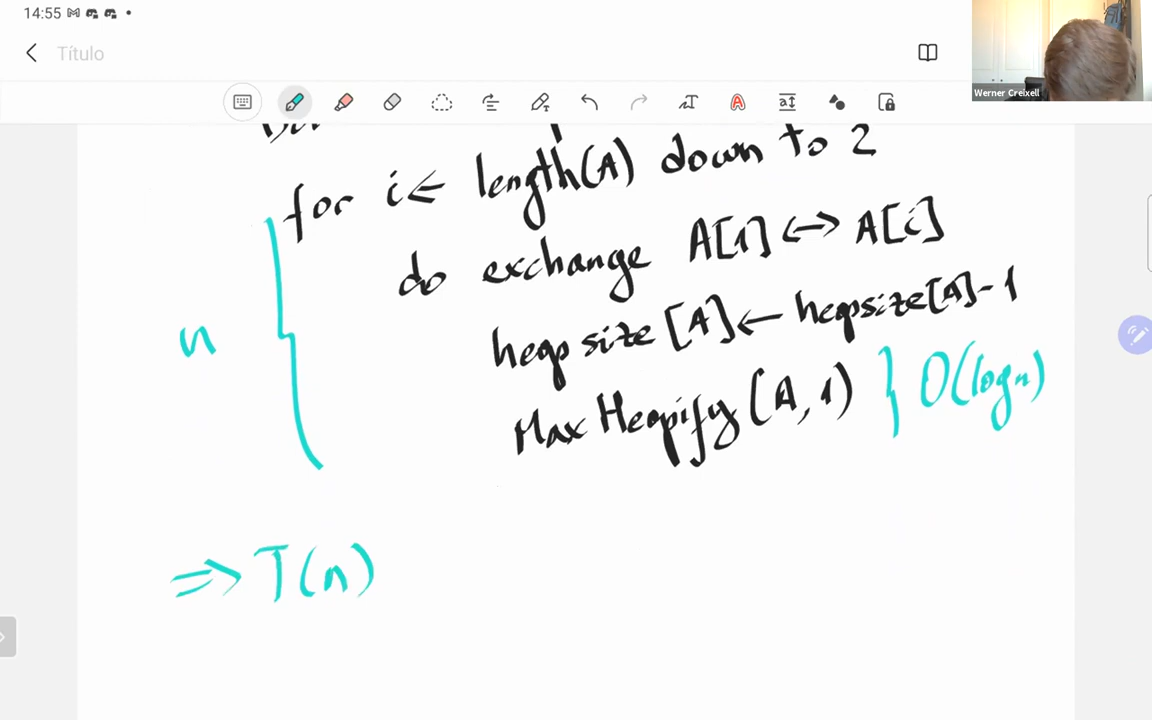 14:55
Título
Werner Creixell
for i← length(A) down to 2
do exchange A[1] ↔ A[i]
n
heap size [A] ← heapsize[A]-1
Max Heapify (A, 1) } O(log n)
⇒ T(n)